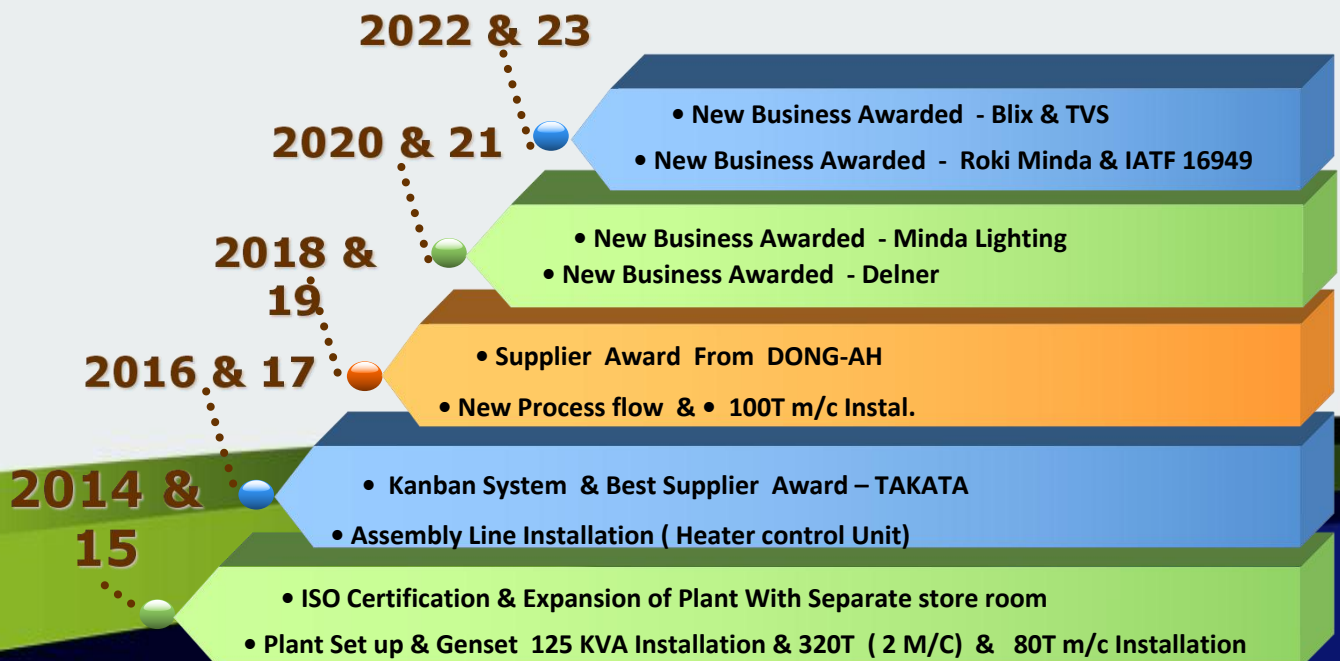 2022 & 23
• New Business Awarded - Blix & TVS
• New Business Awarded - Roki Minda & IATF 16949
2020 & 21
• New Business Awarded - Minda Lighting
• New Business Awarded - Delner
2018 &
19
• Supplier Award From DONG-AH
• New Process flow & • 100T m/c Instal.
2016 & 17
• Kanban System & Best Supplier Award – TAKATA
• Assembly Line Installation ( Heater control Unit)
2014 &
15
• ISO Certification & Expansion of Plant With Separate store room
• Plant Set up & Genset 125 KVA Installation & 320T ( 2 M/C) & 80T m/c Installation